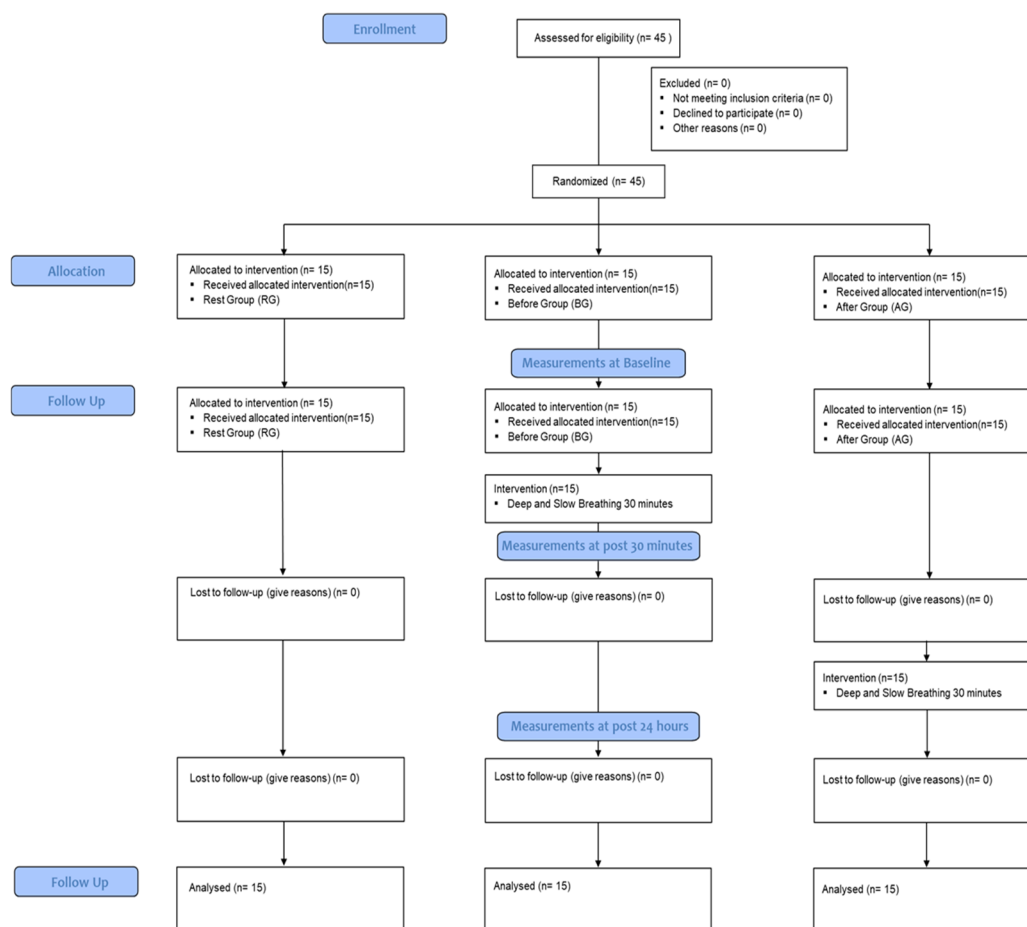 Enrollment
Assessed for eligibility (n= 45 )
Excluded (n= 0)
▪ Not meeting inclusion criteria (n= 0)
▪ Declined to participate (n= 0)
▪ Other reasons (n= 0)
Randomized (n= 45)
Allocation
Allocated to intervention (n= 15)
▪ Received allocated intervention(n=15)
▪ Rest Group (RG)
Allocated to intervention (n= 15)
▪ Received allocated intervention(n=15)
▪ Before Group (BG)
Allocated to intervention (n= 15)
▪ Received allocated intervention(n=15)
▪ After Group (AG)
Measurements at Baseline
Follow Up
Allocated to intervention (n= 15)
▪ Received allocated intervention(n=15)
▪ Rest Group (RG)
Allocated to intervention (n= 15)
▪ Received allocated intervention(n=15)
▪ Before Group (BG)
Allocated to intervention (n= 15)
▪ Received allocated intervention(n=15)
▪ After Group (AG)
Intervention (n=15)
▪ Deep and Slow Breathing 30 minutes
Measurements at post 30 minutes
Lost to follow-up (give reasons) (n= 0)
Lost to follow-up (give reasons) (n= 0)
Lost to follow-up (give reasons) (n= 0)
Intervention (n=15)
▪ Deep and Slow Breathing 30 minutes
Measurements at post 24 hours
Lost to follow-up (give reasons) (n= 0)
Lost to follow-up (give reasons) (n= 0)
Lost to follow-up (give reasons) (n= 0)
Follow Up
Analysed (n= 15)
Analysed (n= 15)
Analysed (n= 15)